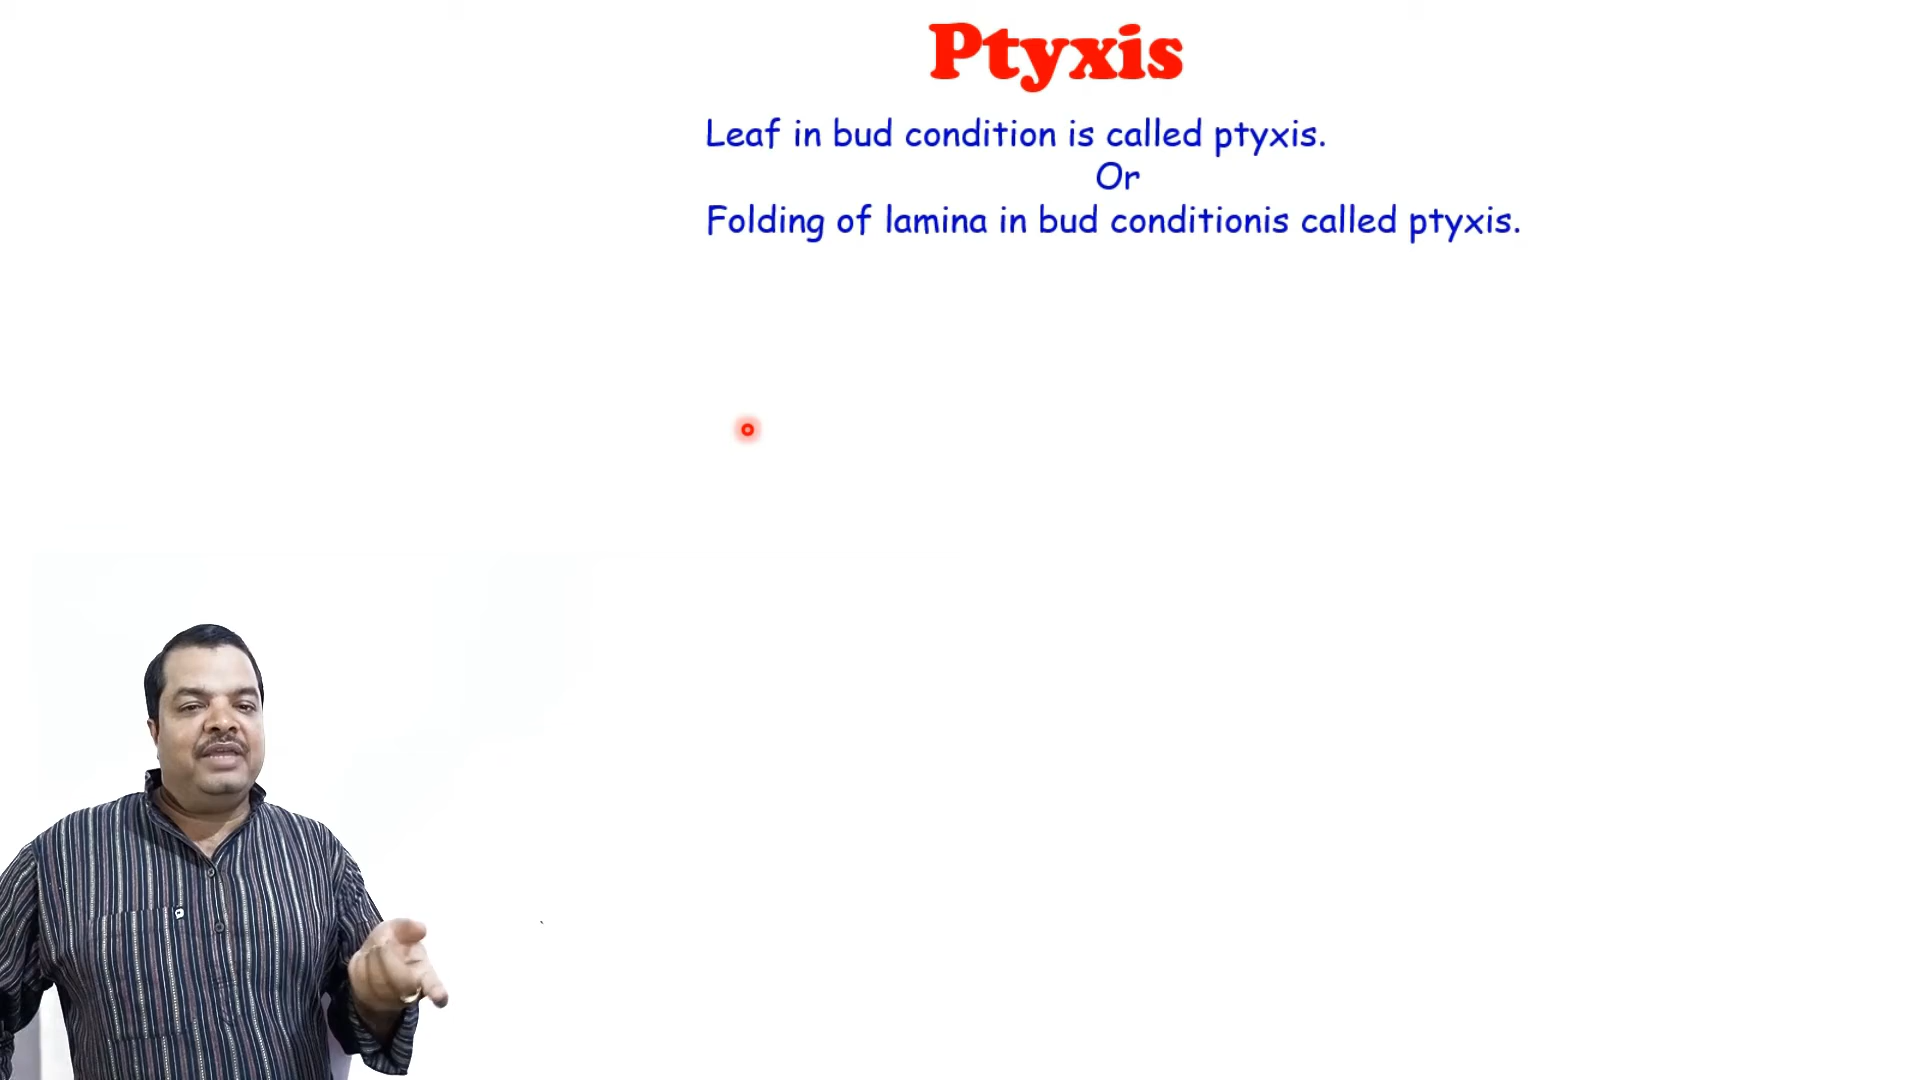 Ptyxis
Leaf in bud condition is called ptyxis.
Or
Folding of lamina in bud conditionis called ptyxis.